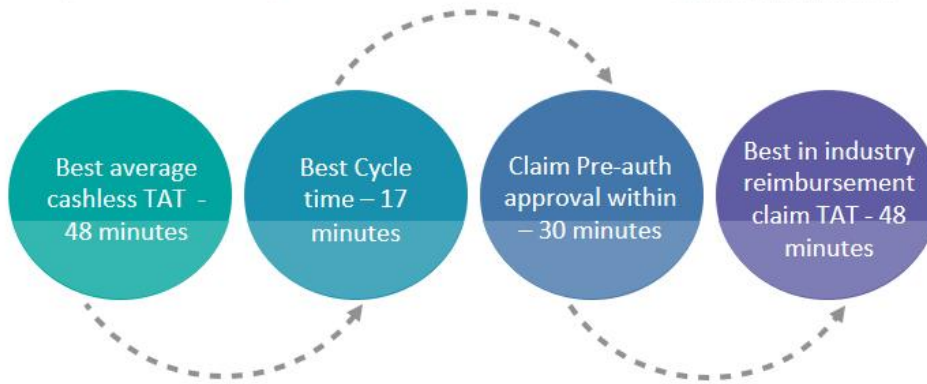 Best average
cashless TAT -
48 minutes
Best Cycle
time – 17
minutes
Claim Pre-auth
approval within
– 30 minutes
Best in industry
reimbursement
claim TAT - 48
minutes